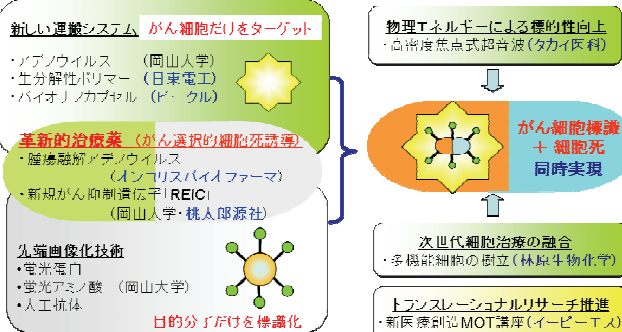 新しい運搬システム がん細胞だけをターゲット
・アデノウイルス (岡山大学)
・生分解性ポリマー (日東電工)
・バイオナノカプセル (ビークル)
革新的治療薬 (がん選択的細胞死誘導)
・腫瘍融解アデノウイルス
(オンコリスバイオファーマ)
・新規がん抑制遺伝子「REIC」
(岡山大学・桃太郎源社)
先端画像化技術
・蛍光蛋白
・蛍光アミノ酸 (岡山大学)
・人工抗体
目的分子だけを標識化
物理エネルギーによる標的性向上
・高密度焦点式超音波(タカイ医科)
がん細胞標識
+ 細胞死
同時実現
次世代細胞治療の融合
・多機能細胞の樹立(林原生物化学)
トランスレーショナルリサーチ推進
・新医療創造MOT講座(イーピーエス)